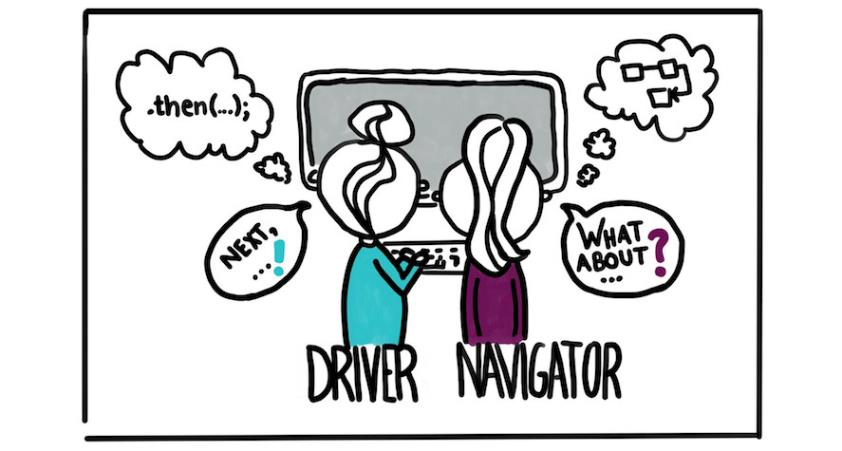 .then(...);
NEXT,
...!
WHAT
ABOUT
...?
DRIVER NAVIGATOR